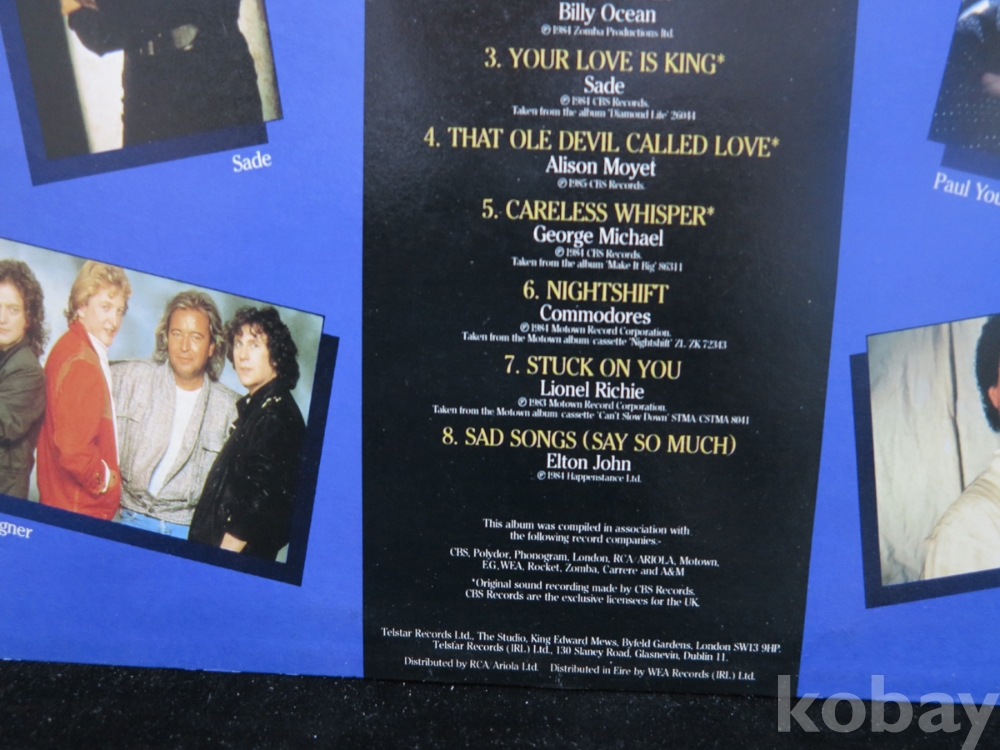 Billy Ocean
℗ 1984 Zomba Productions ltd.
3. YOUR LOVE IS KING*
Sade
℗ 1984 CBS Records.
Taken from the album 'Diamond Life' 26044
4. THAT OLE DEVIL CALLED LOVE*
Alison Moyet
℗ 1985 CBS Records.
5. CARELESS WHISPER*
George Michael
℗ 1984 CBS Records.
Taken from the album 'Make It Big' 86311
6. NIGHTSHIFT
Commodores
℗ 1984 Motown Record Corporation.
Taken from the Motown album cassette 'Nightshift' ZL ZK 72343
7. STUCK ON YOU
Lionel Richie
℗ 1983 Motown Record Corporation.
Taken from the Motown album cassette 'Can't Slow Down' STMA CSTMA 8041
8. SAD SONGS (SAY SO MUCH)
Elton John
℗ 1984 Happenstance Ltd.
This album was compiled in association with
the following record companies:-
CBS, Polydor, Phonogram, London, RCA/ARIOLA, Motown,
EG, WEA, Rocket, Zomba, Carrere and A&M
*Original sound recording made by CBS Records.
CBS Records are the exclusive licensees for the UK.
Telstar Records Ltd., The Studio, King Edward Mews, Byfeld Gardens, London SW13 9HP.
Telstar Records (IRL) Ltd., 130 Slaney Road, Glasnevin, Dublin 11.
Distributed by RCA/Ariola Ltd. Distributed in Eire by WEA Records (IRL) Ltd.
Sade
Paul You
gner
kobay